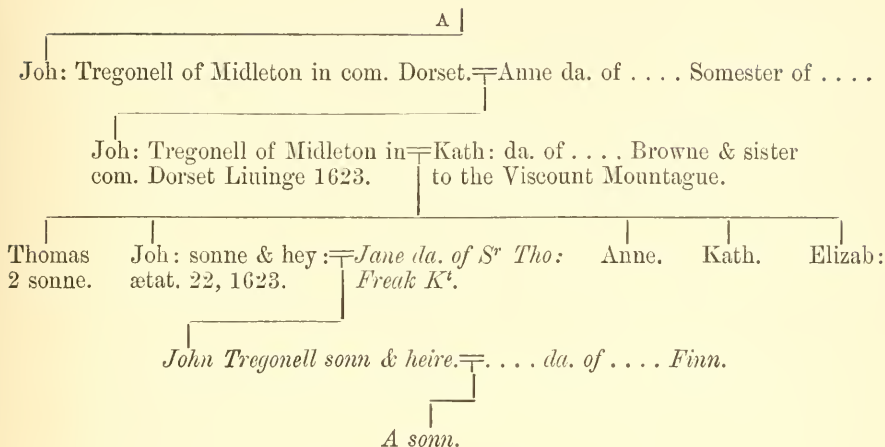 A
Joh: Tregonell of Midleton in com. Dorset.=Anne da. of . . . . Somester of . . . .
Joh: Tregonell of Midleton in=Kath: da. of . . . . Browne & sister
com. Dorset Liuinge 1623. to the Viscount Mountague.
Thomas Joh: sonne & hey:=Jane da. of Sʳ Tho: Anne. Kath. Elizab:
2 sonne. ætat. 22, 1623. Freak Kᵗ.
John Tregonell sonn & heire.=. . . . da. of . . . . Finn.
A sonn.